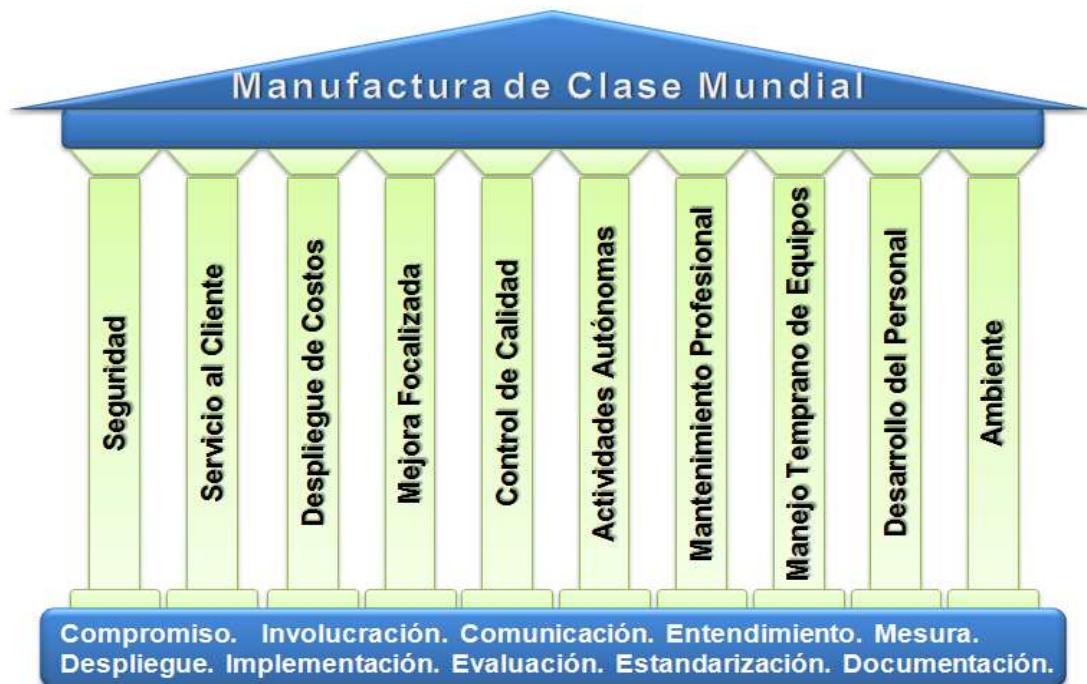 Manufactura de Clase Mundial
Seguridad
Servicio al Cliente
Despliegue de Costos
Mejora Focalizada
Control de Calidad
Actividades Autónomas
Mantenimiento Profesional
Manejo Temprano de Equipos
Desarrollo del Personal
Ambiente
Compromiso. Involucración. Comunicación. Entendimiento. Mesura.
Despliegue. Implementación. Evaluación. Estandarización. Documentación.